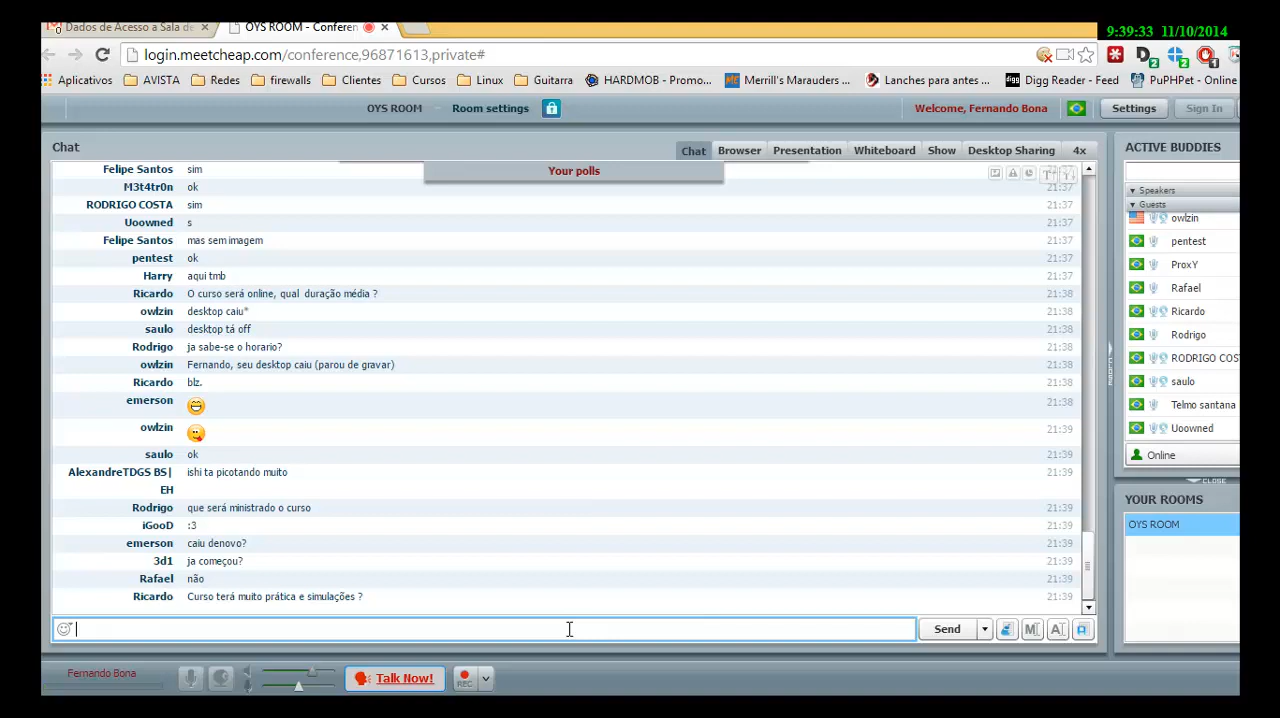 9:39:33 11/10/2014
Dados de Acesso a Sala de
OYS ROOM - Conferen
login.meetcheap.com/conference,96871613,private#
Aplicativos AVISTA Redes firewalls Clientes Cursos Linux Guitarra HARDMOB - Promo... Merrill's Marauders ... Lanches para antes ... Digg Reader - Feed PuPHPet - Online
OYS ROOM Room settings Welcome, Fernando Bona Settings Sign In
Chat
Chat Browser Presentation Whiteboard Show Desktop Sharing 4x
Your polls
Felipe Santos sim
M3t4tr0n ok 21:37
RODRIGO COSTA sim 21:37
Uoowned s 21:37
Felipe Santos mas sem imagem 21:37
pentest ok 21:37
Harry aqui tmb 21:37
Ricardo O curso será online, qual duração média ? 21:38
owlzin desktop caiu* 21:38
saulo desktop tá off 21:38
Rodrigo ja sabe-se o horario? 21:38
owlzin Fernando, seu desktop caiu (parou de gravar) 21:38
Ricardo blz. 21:38
emerson 21:38
owlzin 21:39
saulo ok 21:39
AlexandreTDGS BS| ishi ta picotando muito 21:39
EH
Rodrigo que será ministrado o curso 21:39
iGooD :3 21:39
emerson caiu denovo? 21:39
3d1 ja começou? 21:39
Rafael não 21:39
Ricardo Curso terá muito prática e simulações ? 21:39
Send
Fernando Bona
Talk Now!
REC
ACTIVE BUDDIES
Speakers
Guests
owlzin
pentest
ProxY
Rafael
Ricardo
Rodrigo
RODRIGO COS
saulo
Telmo santana
Uoowned
Online
CLOSE
YOUR ROOMS
OYS ROOM